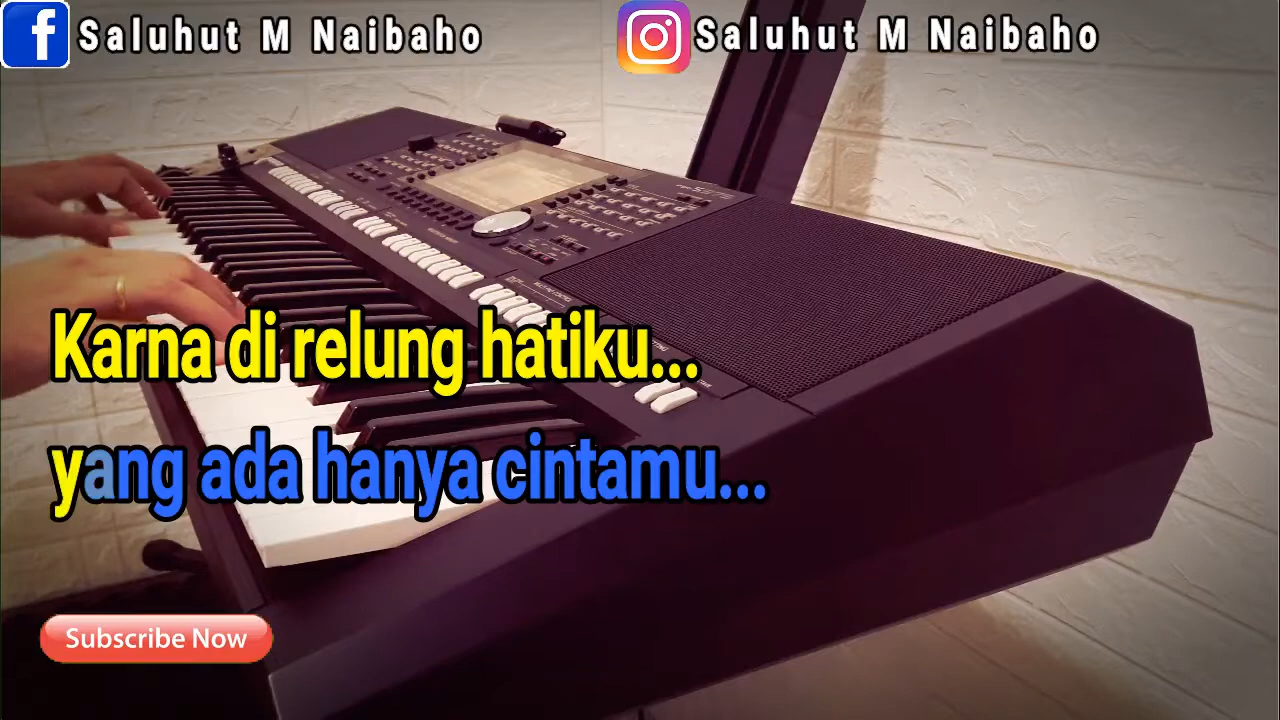 Saluhut M Naibaho
Saluhut M Naibaho
Karna di relung hatiku...
yang ada hanya cintamu...
Subscribe Now